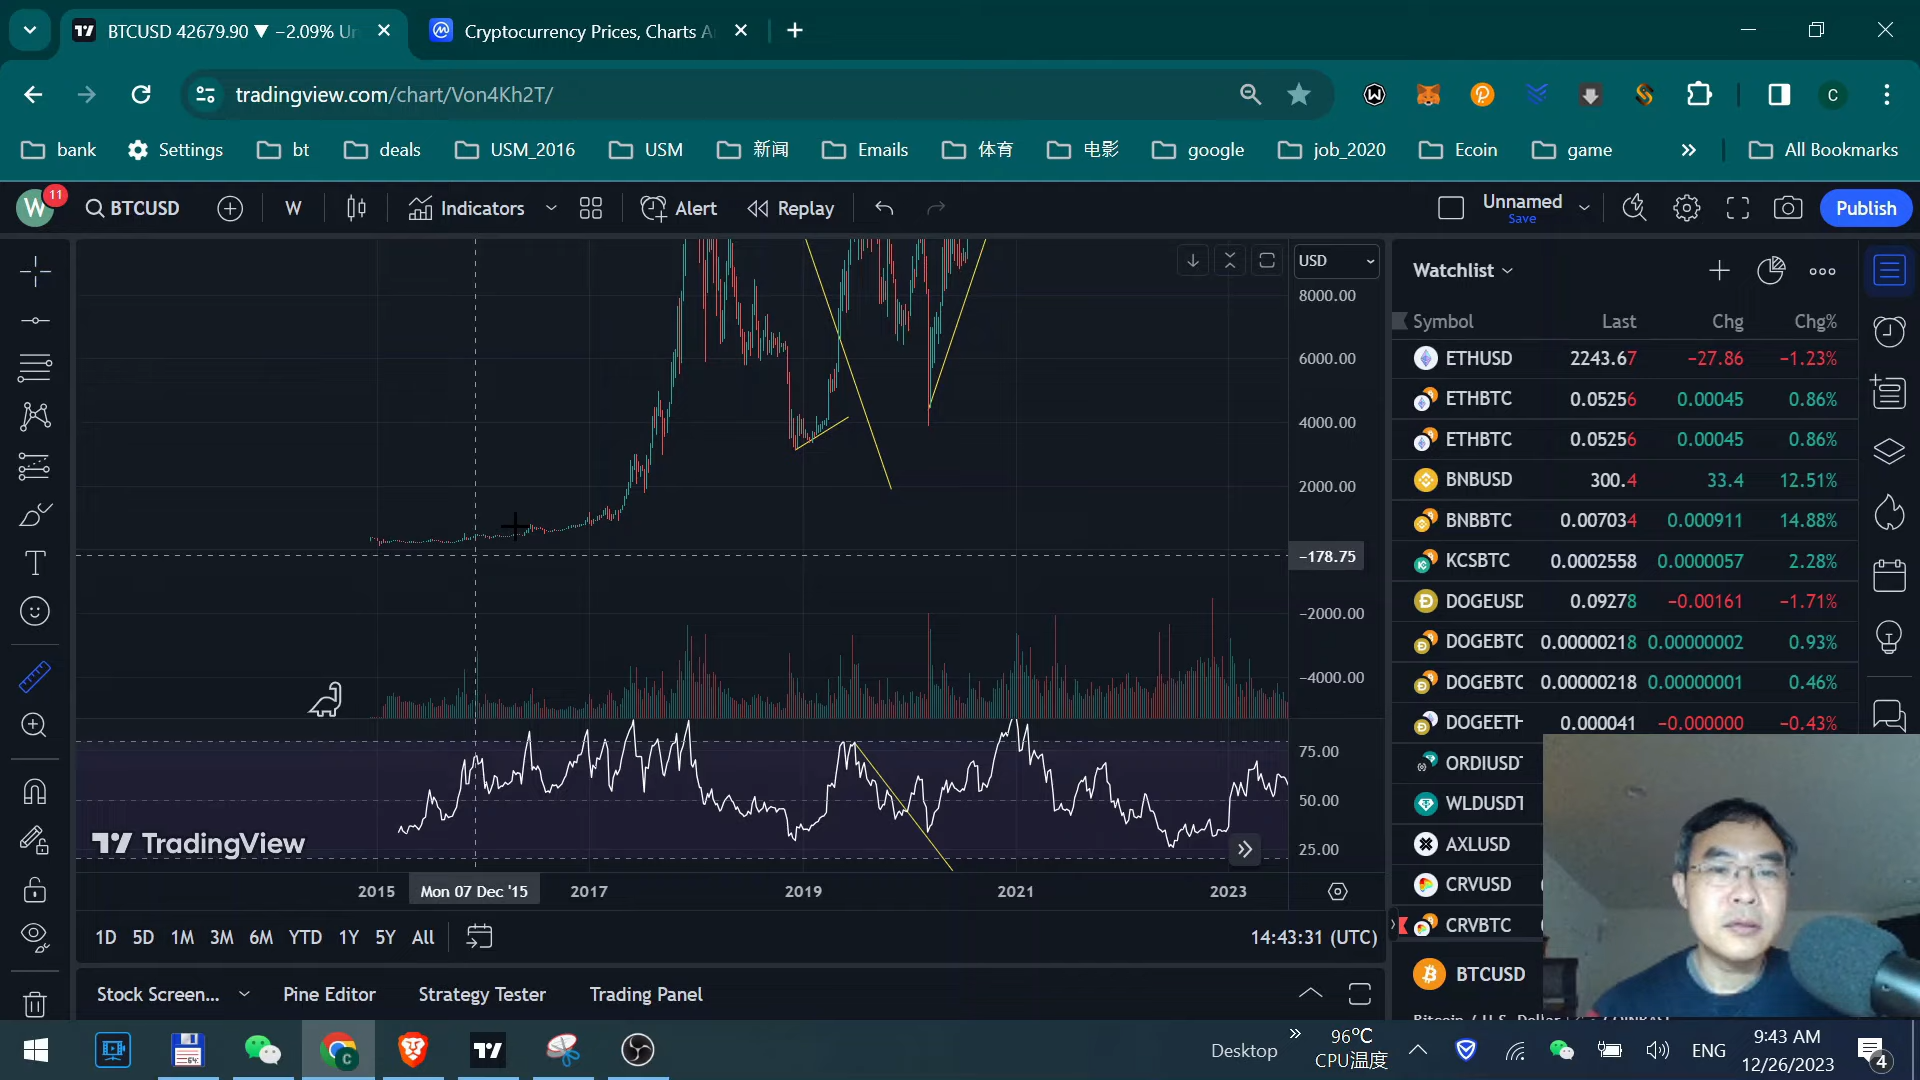 BTCUSD 42679.90 ▼ −2.09% Un
Cryptocurrency Prices, Charts A
tradingview.com/chart/Von4Kh2T/
C
bank
Settings
bt
deals
USM_2016
USM
新闻
Emails
体育
电影
google
job_2020
Ecoin
game
All Bookmarks
W
11
BTCUSD
W
Indicators
Alert
Replay
Unnamed
Save
Publish
USD
8000.00
6000.00
4000.00
2000.00
−178.75
−2000.00
−4000.00
75.00
50.00
25.00
TradingView
2015
Mon 07 Dec '15
2017
2019
2021
2023
1D 5D 1M 3M 6M YTD 1Y 5Y All
14:43:31 (UTC)
Stock Screen...
Pine Editor
Strategy Tester
Trading Panel
Watchlist
Symbol Last Chg Chg%
ETHUSD 2243.67 −27.86 −1.23%
ETHBTC 0.05256 0.00045 0.86%
ETHBTC 0.05256 0.00045 0.86%
BNBUSD 300.4 33.4 12.51%
BNBBTC 0.007034 0.000911 14.88%
KCSBTC 0.0002558 0.0000057 2.28%
DOGEUSD 0.09278 −0.00161 −1.71%
DOGEBTC 0.00000218 0.00000002 0.93%
DOGEBTC 0.00000218 0.00000001 0.46%
DOGEETH 0.000041 −0.000000 −0.43%
ORDIUSDT
WLDUSDT
AXLUSD
CRVUSD
CRVBTC
BTCUSD
64
C
Desktop
96°C
CPU温度
ENG
9:43 AM
12/26/2023
4